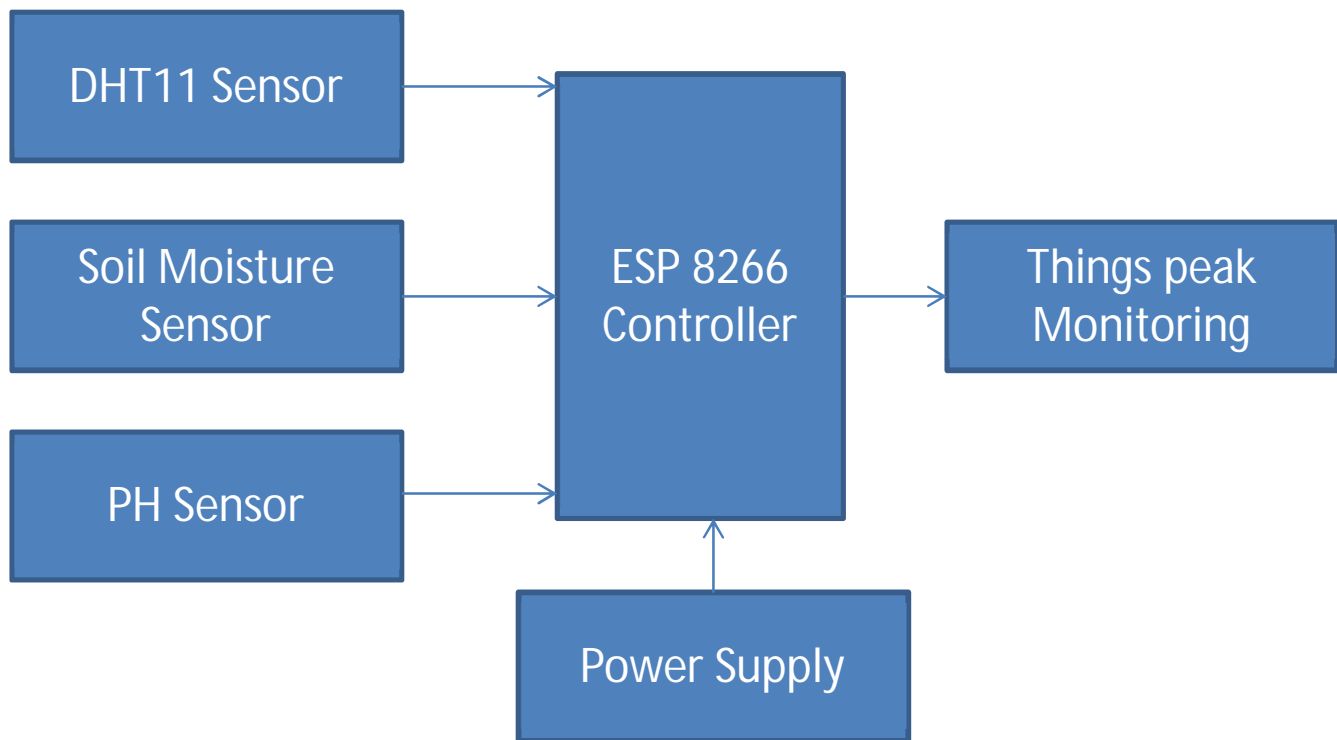 DHT11 Sensor
Soil Moisture
Sensor
PH Sensor
ESP 8266
Controller
Things peak
Monitoring
Power Supply